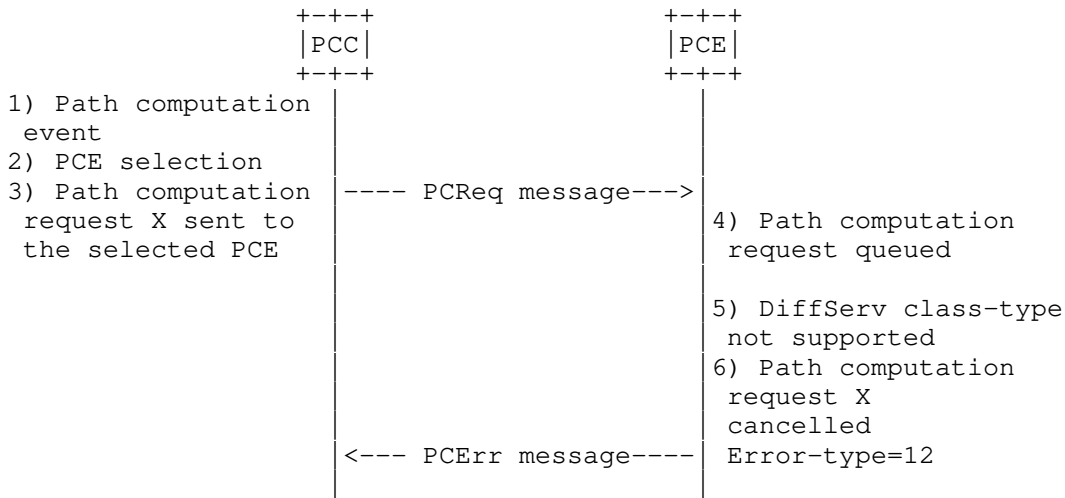 +-+-+                    +-+-+
|PCC|                    |PCE|
+-+-+                    +-+-+
1) Path computation
event
2) PCE selection
3) Path computation |---- PCReq message--->|
request X sent to
the selected PCE
4) Path computation
request queued
5) DiffServ class-type
not supported
6) Path computation
request X
cancelled
<--- PCErr message----| Error-type=12